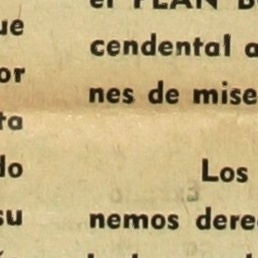 ue
or
ta
do
su
el PLAN B
cendental a
nes de mise
Los
nemos dere